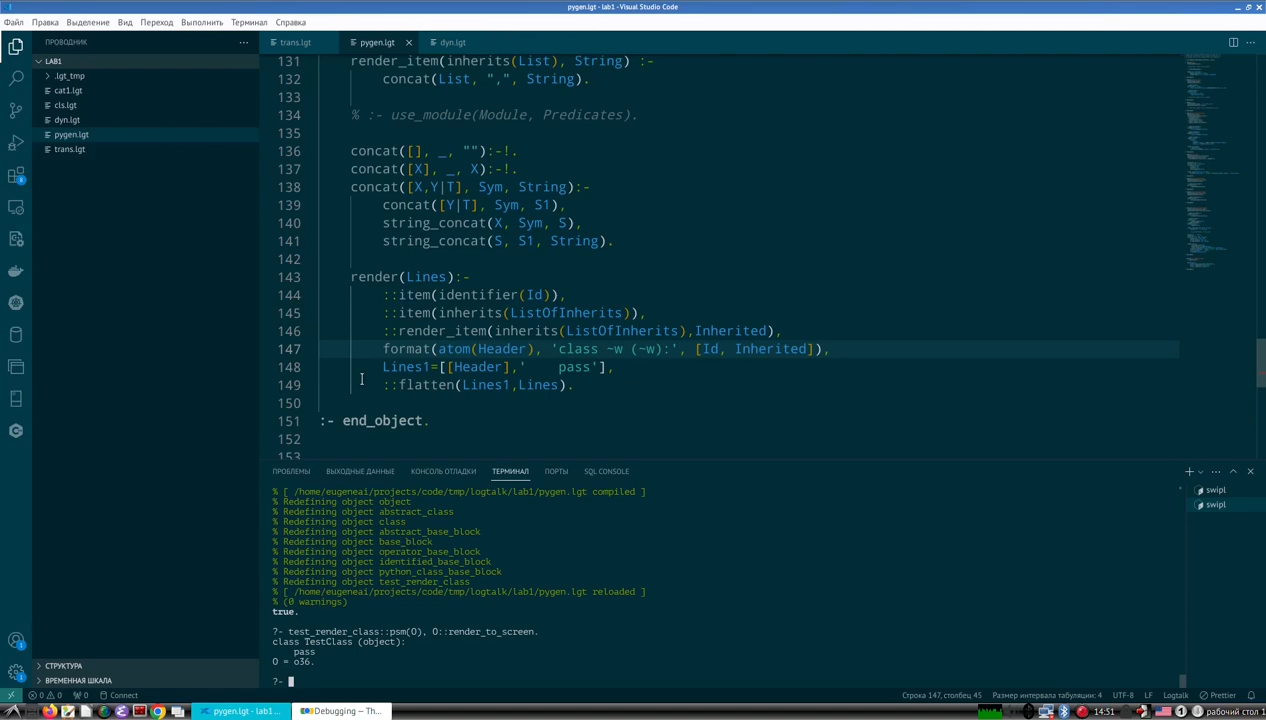 pygen.lgt - lab1 - Visual Studio Code
Файл Правка Выделение Вид Переход Выполнить Терминал Справка
ПРОВОДНИК ···
LAB1
.lgt_tmp
cat1.lgt
cls.lgt
dyn.lgt
pygen.lgt
trans.lgt
СТРУКТУРА
ВРЕМЕННАЯ ШКАЛА
trans.lgt pygen.lgt dyn.lgt
131 render_item(inherits(List), String) :-
132 concat(List, ",", String).
133
134 % :- use_module(Module, Predicates).
135
136 concat([], _, ""):-!.
137 concat([X], _, X):-!.
138 concat([X,Y|T], Sym, String):-
139 concat([Y|T], Sym, S1),
140 string_concat(X, Sym, S),
141 string_concat(S, S1, String).
142
143 render(Lines):-
144 ::item(identifier(Id)),
145 ::item(inherits(ListOfInherits)),
146 ::render_item(inherits(ListOfInherits),Inherited),
147 format(atom(Header), 'class ~w (~w):', [Id, Inherited]),
148 Lines1=[[Header],'    pass'],
149 ::flatten(Lines1,Lines).
150
151 :- end_object.
152
153
ПРОБЛЕМЫ ВЫХОДНЫЕ ДАННЫЕ КОНСОЛЬ ОТЛАДКИ ТЕРМИНАЛ ПОРТЫ SQL CONSOLE
% [ /home/eugeneai/projects/code/tmp/logtalk/lab1/pygen.lgt compiled ]
% Redefining object object
% Redefining object abstract_class
% Redefining object class
% Redefining object abstract_base_block
% Redefining object base_block
% Redefining object operator_base_block
% Redefining object identified_base_block
% Redefining object python_class_base_block
% Redefining object test_render_class
% [ /home/eugeneai/projects/code/tmp/logtalk/lab1/pygen.lgt reloaded ]
% (0 warnings)
true.
?- test_render_class::psm(O), O::render_to_screen.
class TestClass (object):
    pass
O = o36.
?-
swipl
swipl
0 0 0 Connect
Строка 147, столбец 45 Размер интервала табуляции: 4 UTF-8 LF Logtalk Prettier
pygen.lgt - lab1... Debugging — Th... 14:51 рабочий стол 1